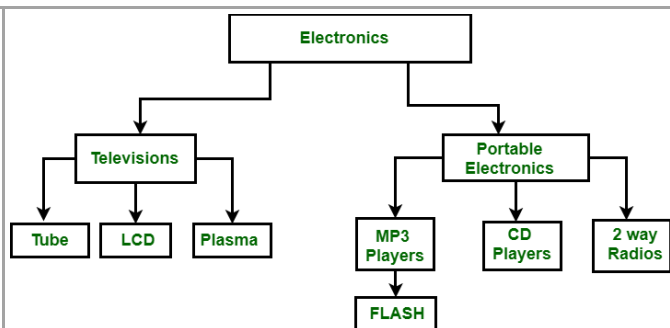 Electronics
Televisions
Portable
Electronics
Tube
LCD
Plasma
MP3
Players
CD
Players
2 way
Radios
FLASH